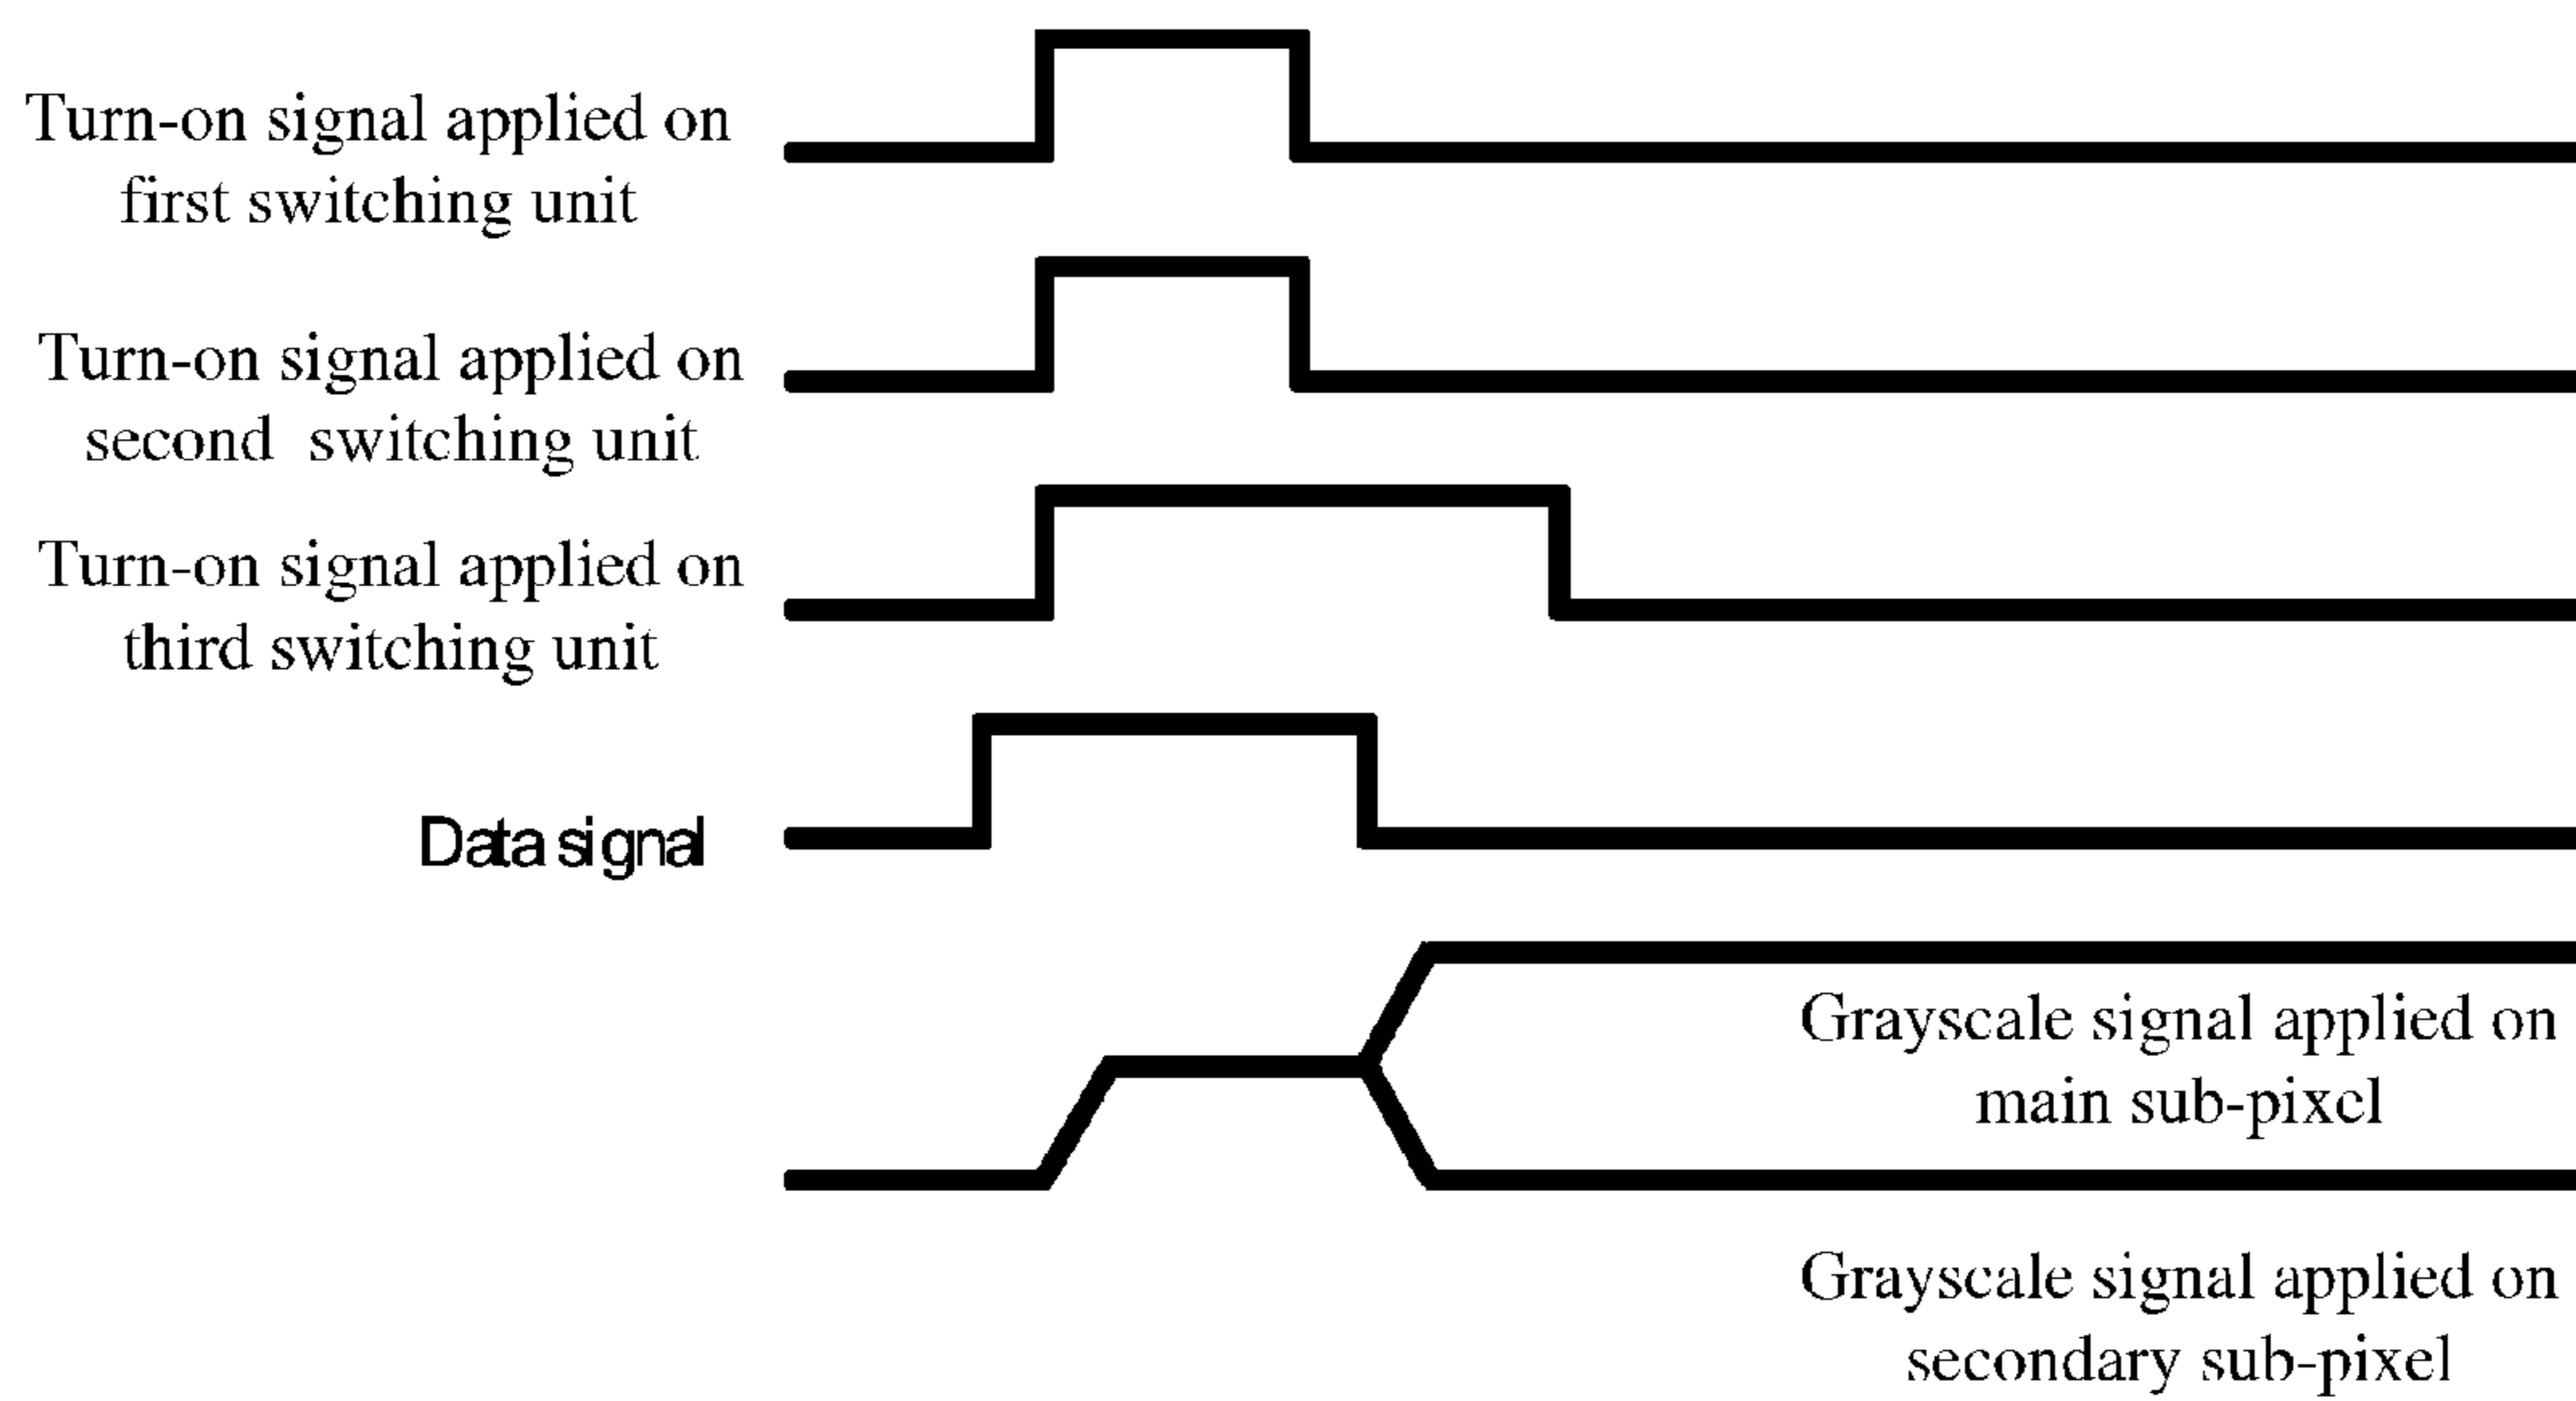 Turn-on signal applied on
first switching unit
Turn-on signal applied on
second switching unit
Turn-on signal applied on
third switching unit
Data signal
Grayscale signal applied on
main sub-pixel
Grayscale signal applied on
secondary sub-pixel